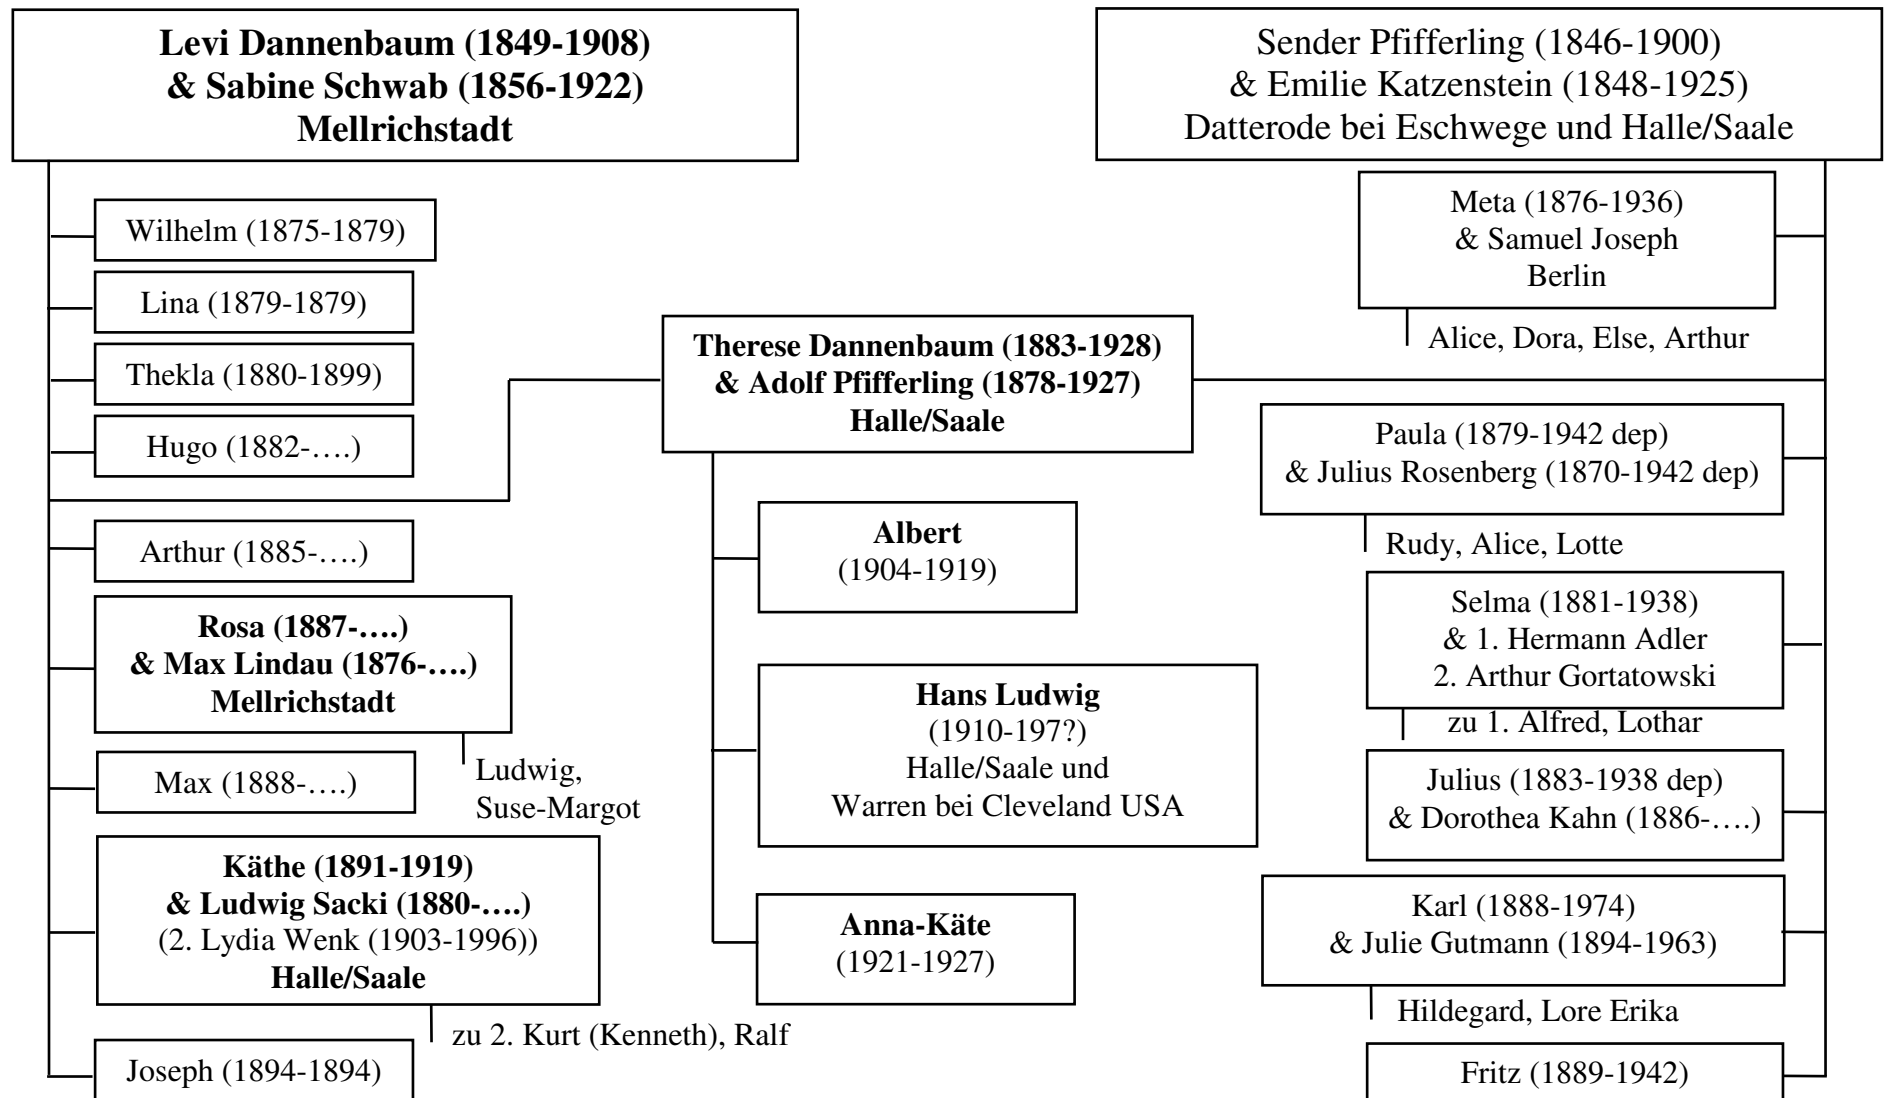 Levi Dannenbaum (1849-1908)
& Sabine Schwab (1856-1922)
Mellrichstadt
Sender Pfifferling (1846-1900)
& Emilie Katzenstein (1848-1925)
Datterode bei Eschwege und Halle/Saale
Wilhelm (1875-1879)
Lina (1879-1879)
Thekla (1880-1899)
Hugo (1882-….)
Arthur (1885-….)
Rosa (1887-….)
& Max Lindau (1876-….)
Mellrichstadt
Ludwig,
Suse-Margot
Max (1888-….)
Käthe (1891-1919)
& Ludwig Sacki (1880-….)
(2. Lydia Wenk (1903-1996))
Halle/Saale
zu 2. Kurt (Kenneth), Ralf
Joseph (1894-1894)
Therese Dannenbaum (1883-1928)
& Adolf Pfifferling (1878-1927)
Halle/Saale
Albert
(1904-1919)
Hans Ludwig
(1910-197?)
Halle/Saale und
Warren bei Cleveland USA
Anna-Käte
(1921-1927)
Meta (1876-1936)
& Samuel Joseph
Berlin
Alice, Dora, Else, Arthur
Paula (1879-1942 dep)
& Julius Rosenberg (1870-1942 dep)
Rudy, Alice, Lotte
Selma (1881-1938)
& 1. Hermann Adler
2. Arthur Gortatowski
zu 1. Alfred, Lothar
Julius (1883-1938 dep)
& Dorothea Kahn (1886-….)
Karl (1888-1974)
& Julie Gutmann (1894-1963)
Hildegard, Lore Erika
Fritz (1889-1942)